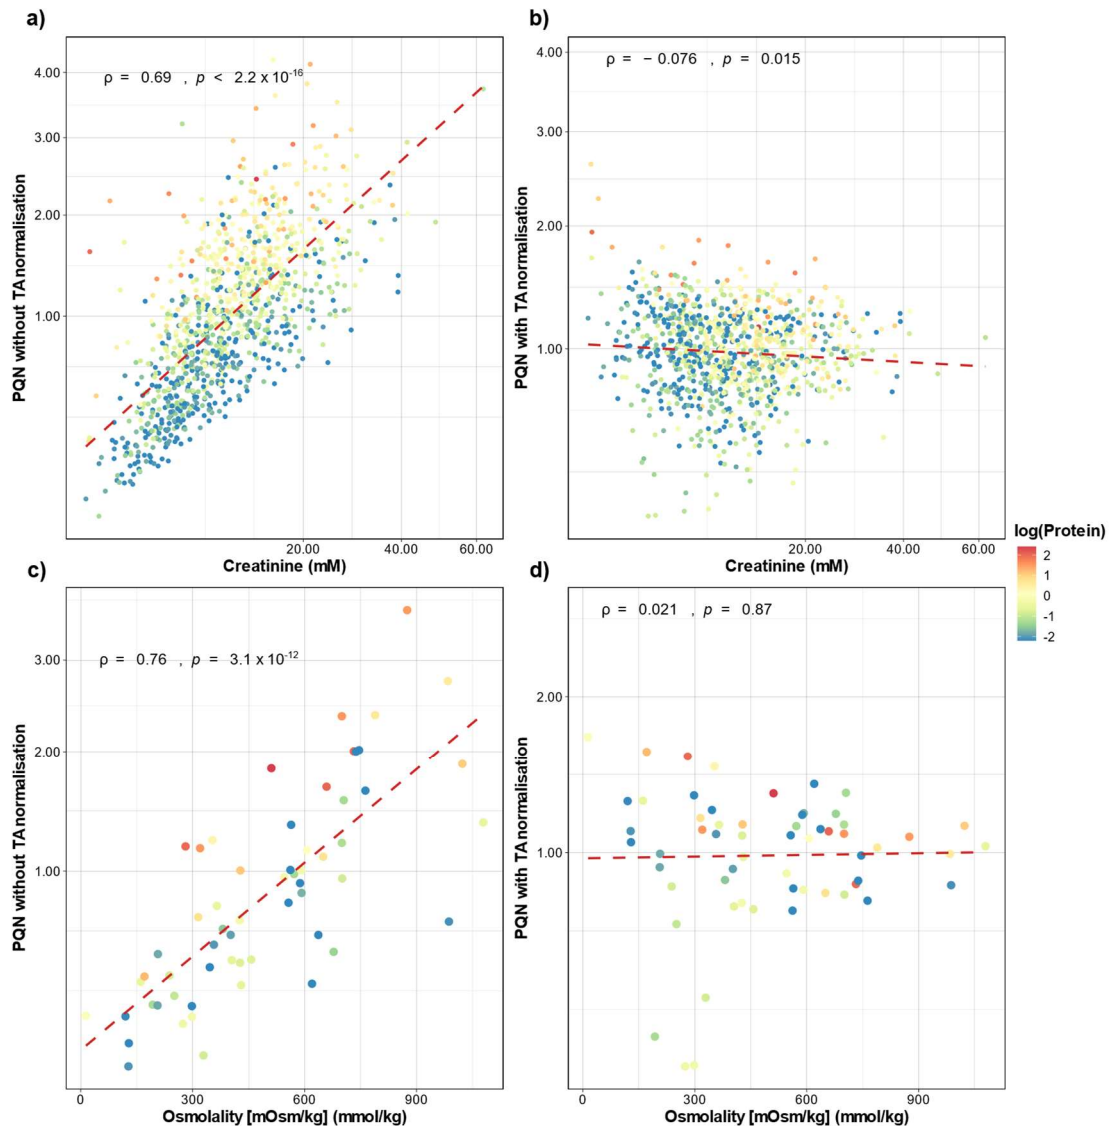 a)
ρ = 0.69 , p < 2.2 x 10-16
4.00
3.00
2.00
1.00
PQN without TA normalisation
20.00 40.00 60.00
Creatinine (mM)
b)
ρ = − 0.076 , p = 0.015
4.00
3.00
2.00
1.00
PQN with TA normalisation
20.00 40.00 60.00
Creatinine (mM)
log(Protein)
2
1
0
-1
-2
c)
ρ = 0.76 , p = 3.1 x 10-12
3.00
2.00
1.00
PQN without TA normalisation
0 300 600 900
Osmolality [mOsm/kg] (mmol/kg)
d)
ρ = 0.021 , p = 0.87
2.00
1.00
PQN with TA normalisation
0 300 600 900
Osmolality [mOsm/kg] (mmol/kg)